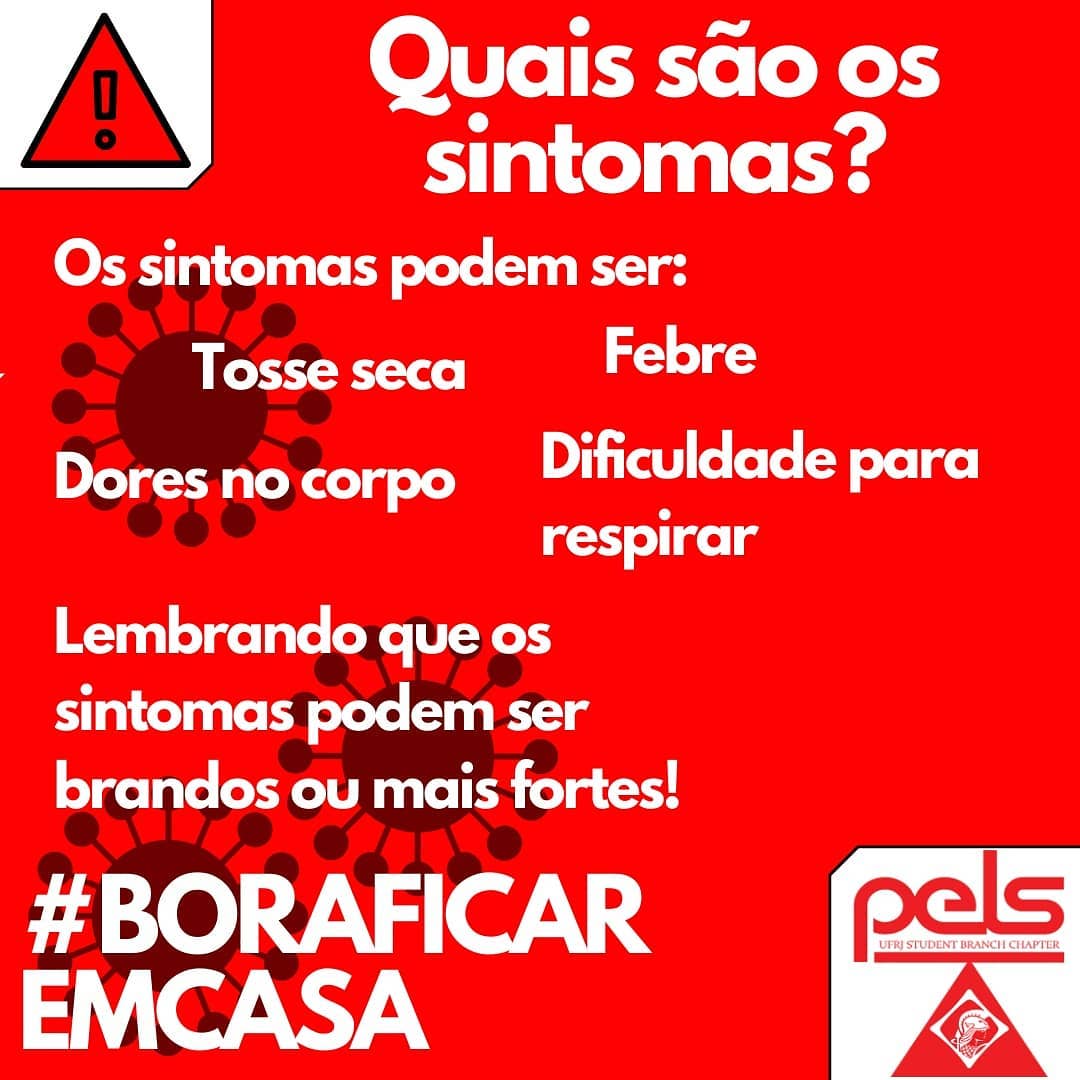 Quais são os
sintomas?
Os sintomas podem ser:
Tosse seca
Febre
Dores no corpo
Dificuldade para
respirar
Lembrando que os
sintomas podem ser
brandos ou mais fortes!
#BORAFICAR
EMCASA
pels
UFRJ STUDENT BRANCH CHAPTER